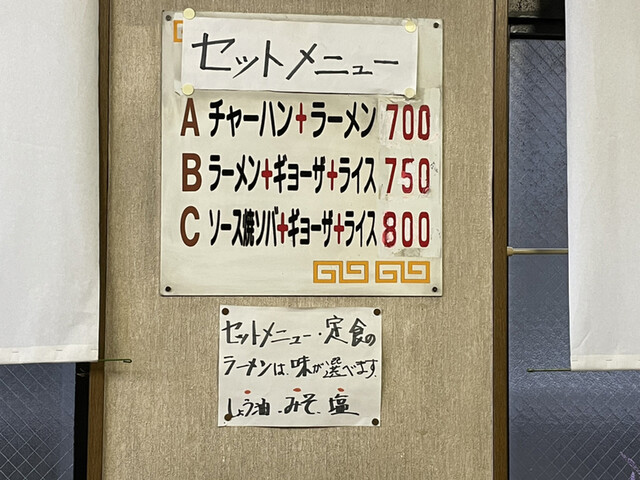 セットメニュー
A チャーハン+ラーメン 700
B ラーメン+ギョーザ+ライス 750
C ソース焼ソバ+ギョーザ+ライス 800
セットメニュー・定食の
ラーメンは、味が選べます。
しょう油・みそ・塩